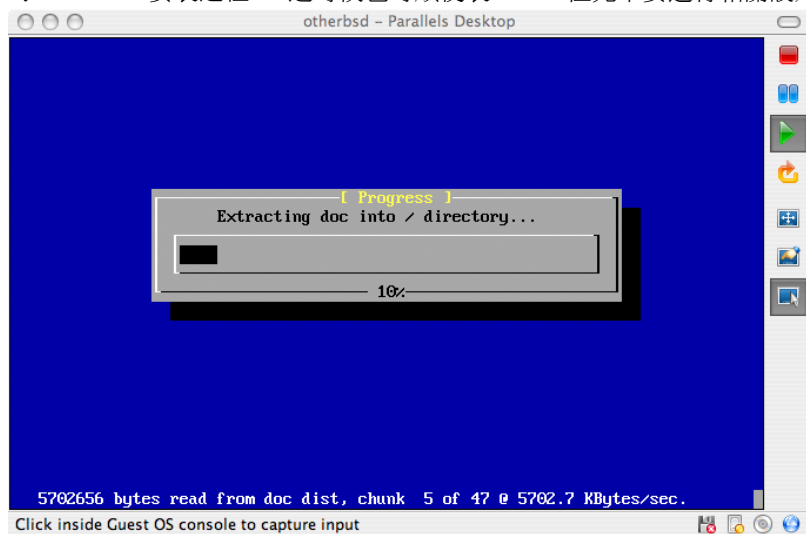 otherbsd – Parallels Desktop
[ Progress ]
Extracting doc into / directory...
10%
5702656 bytes read from doc dist, chunk  5 of 47 @ 5702.7 KBytes/sec.
Click inside Guest OS console to capture input